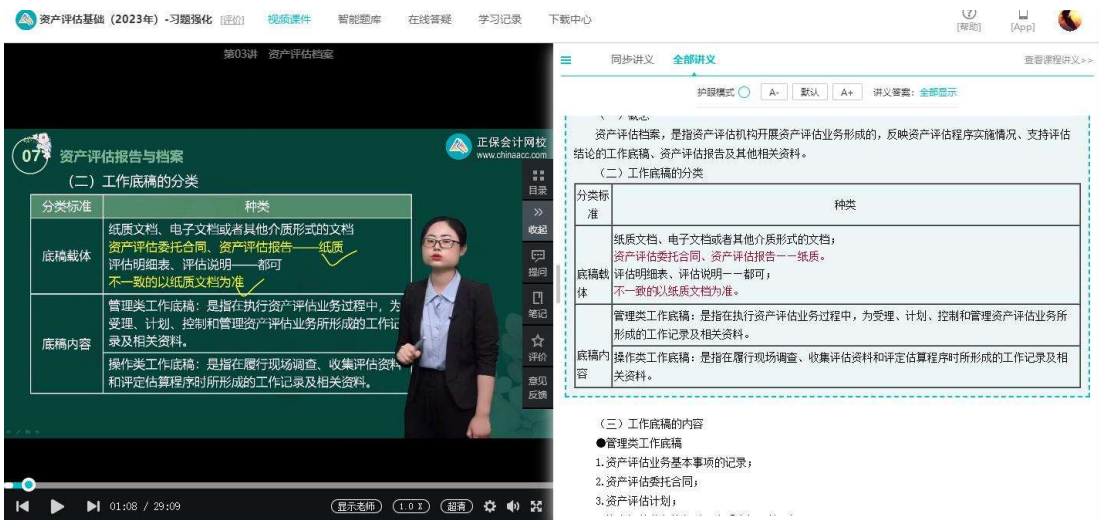 资产评估基础（2023年）-习题强化 [评价] 视频课件 智能题库 在线答疑 学习记录 下载中心 [帮助] [App]
第03讲 资产评估档案
07 资产评估报告与档案
正保会计网校
www.chinaacc.com
（二）工作底稿的分类
分类标准 种类
底稿载体
纸质文档、电子文档或者其他介质形式的文档
资产评估委托合同、资产评估报告——纸质
评估明细表、评估说明——都可
不一致的以纸质文档为准
底稿内容
管理类工作底稿：是指在执行资产评估业务过程中，为
受理、计划、控制和管理资产评估业务所形成的工作记
录及相关资料。
操作类工作底稿：是指在履行现场调查、收集评估资料
和评定估算程序时所形成的工作记录及相关资料。
目录
收起
提问
笔记
评价
意见
反馈
01:08 / 29:09 显示老师 1.0 X 超清
同步讲义 全部讲义 查看课程讲义>>
护眼模式 A- 默认 A+ 讲义答案：全部显示
资产评估档案，是指资产评估机构开展资产评估业务形成的，反映资产评估程序实施情况、支持评估
结论的工作底稿、资产评估报告及其他相关资料。
（二）工作底稿的分类
分类标
准
种类
底稿载
体
纸质文档、电子文档或者其他介质形式的文档；
资产评估委托合同、资产评估报告——纸质。
评估明细表、评估说明——都可；
不一致的以纸质文档为准。
底稿内
容
管理类工作底稿：是指在执行资产评估业务过程中，为受理、计划、控制和管理资产评估业务所
形成的工作记录及相关资料。
操作类工作底稿：是指在履行现场调查、收集评估资料和评定估算程序时所形成的工作记录及相
关资料。
（三）工作底稿的内容
●管理类工作底稿
1.资产评估业务基本事项的记录；
2.资产评估委托合同；
3.资产评估计划；